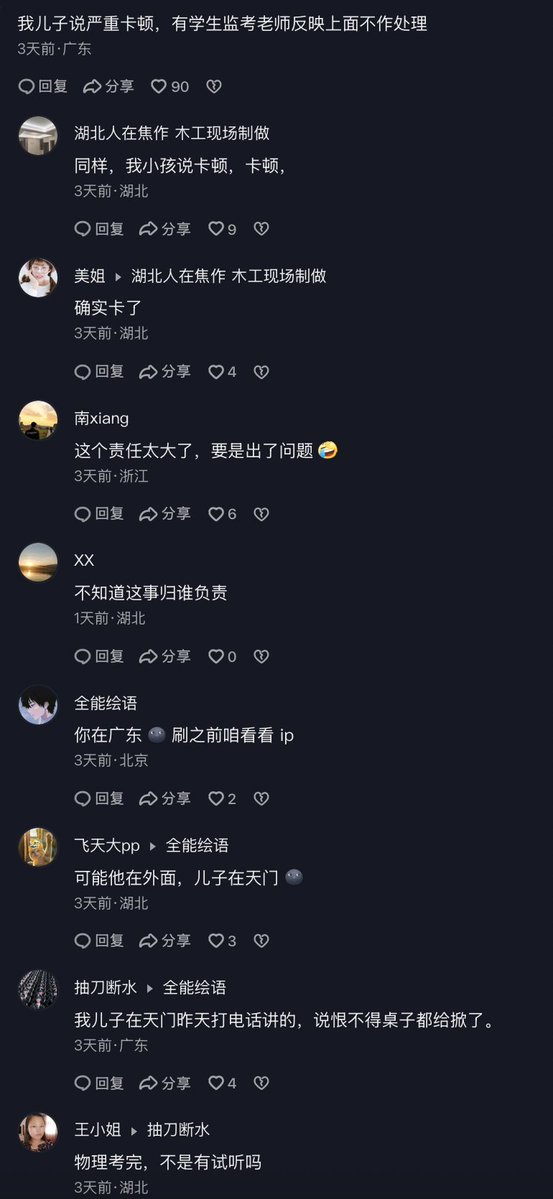 我儿子说严重卡顿，有学生监考老师反映上面不作处理
3天前·广东
回复 分享 90
湖北人在焦作 木工现场制做
同样，我小孩说卡顿，卡顿，
3天前·湖北
回复 分享 9
美姐 湖北人在焦作 木工现场制做
确实卡了
3天前·湖北
回复 分享 4
南xiang
这个责任太大了，要是出了问题🤣
3天前·浙江
回复 分享 6
XX
不知道这事归谁负责
1天前·湖北
回复 分享 0
全能绘语
你在广东🌚刷之前咱看看 ip
3天前·北京
回复 分享 2
飞天大pp 全能绘语
可能他在外面，儿子在天门🌚
3天前·湖北
回复 分享 3
抽刀断水 全能绘语
我儿子在天门昨天打电话讲的，说恨不得桌子都给掀了。
3天前·广东
回复 分享 4
王小姐 抽刀断水
物理考完，不是有试听吗
3天前·湖北